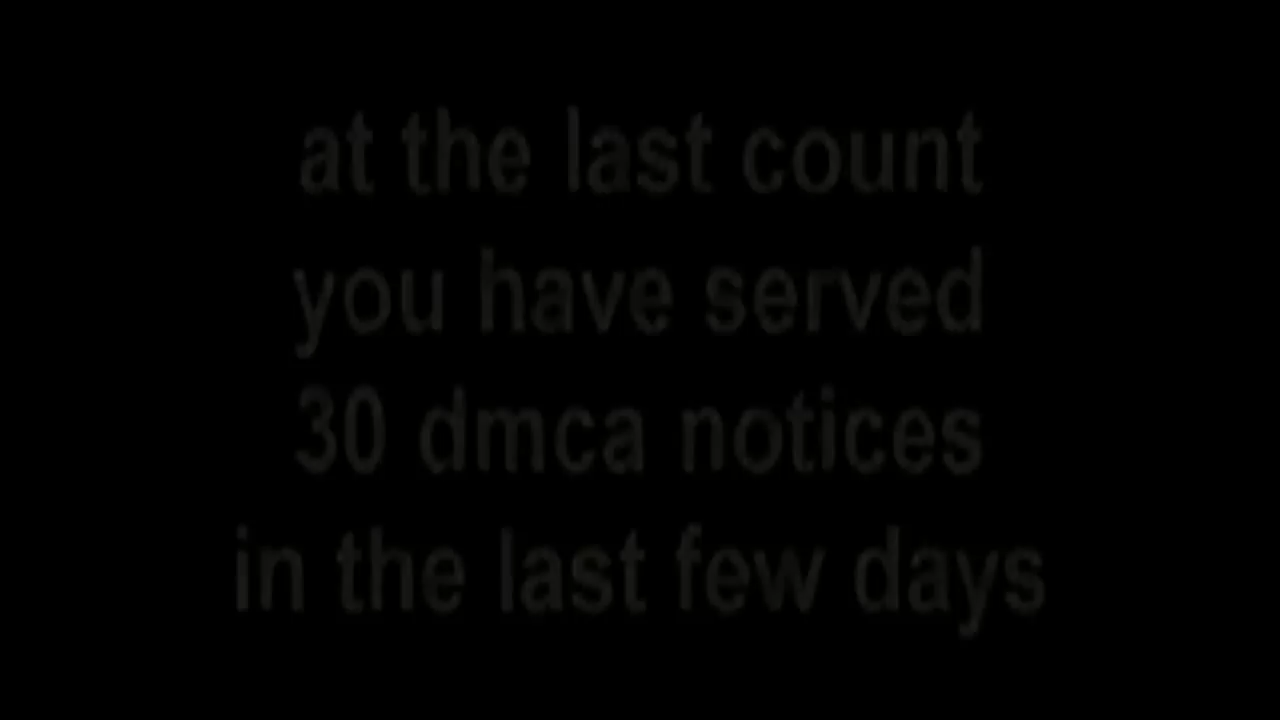 at the last count
you have served
30 dmca notices
in the last few days